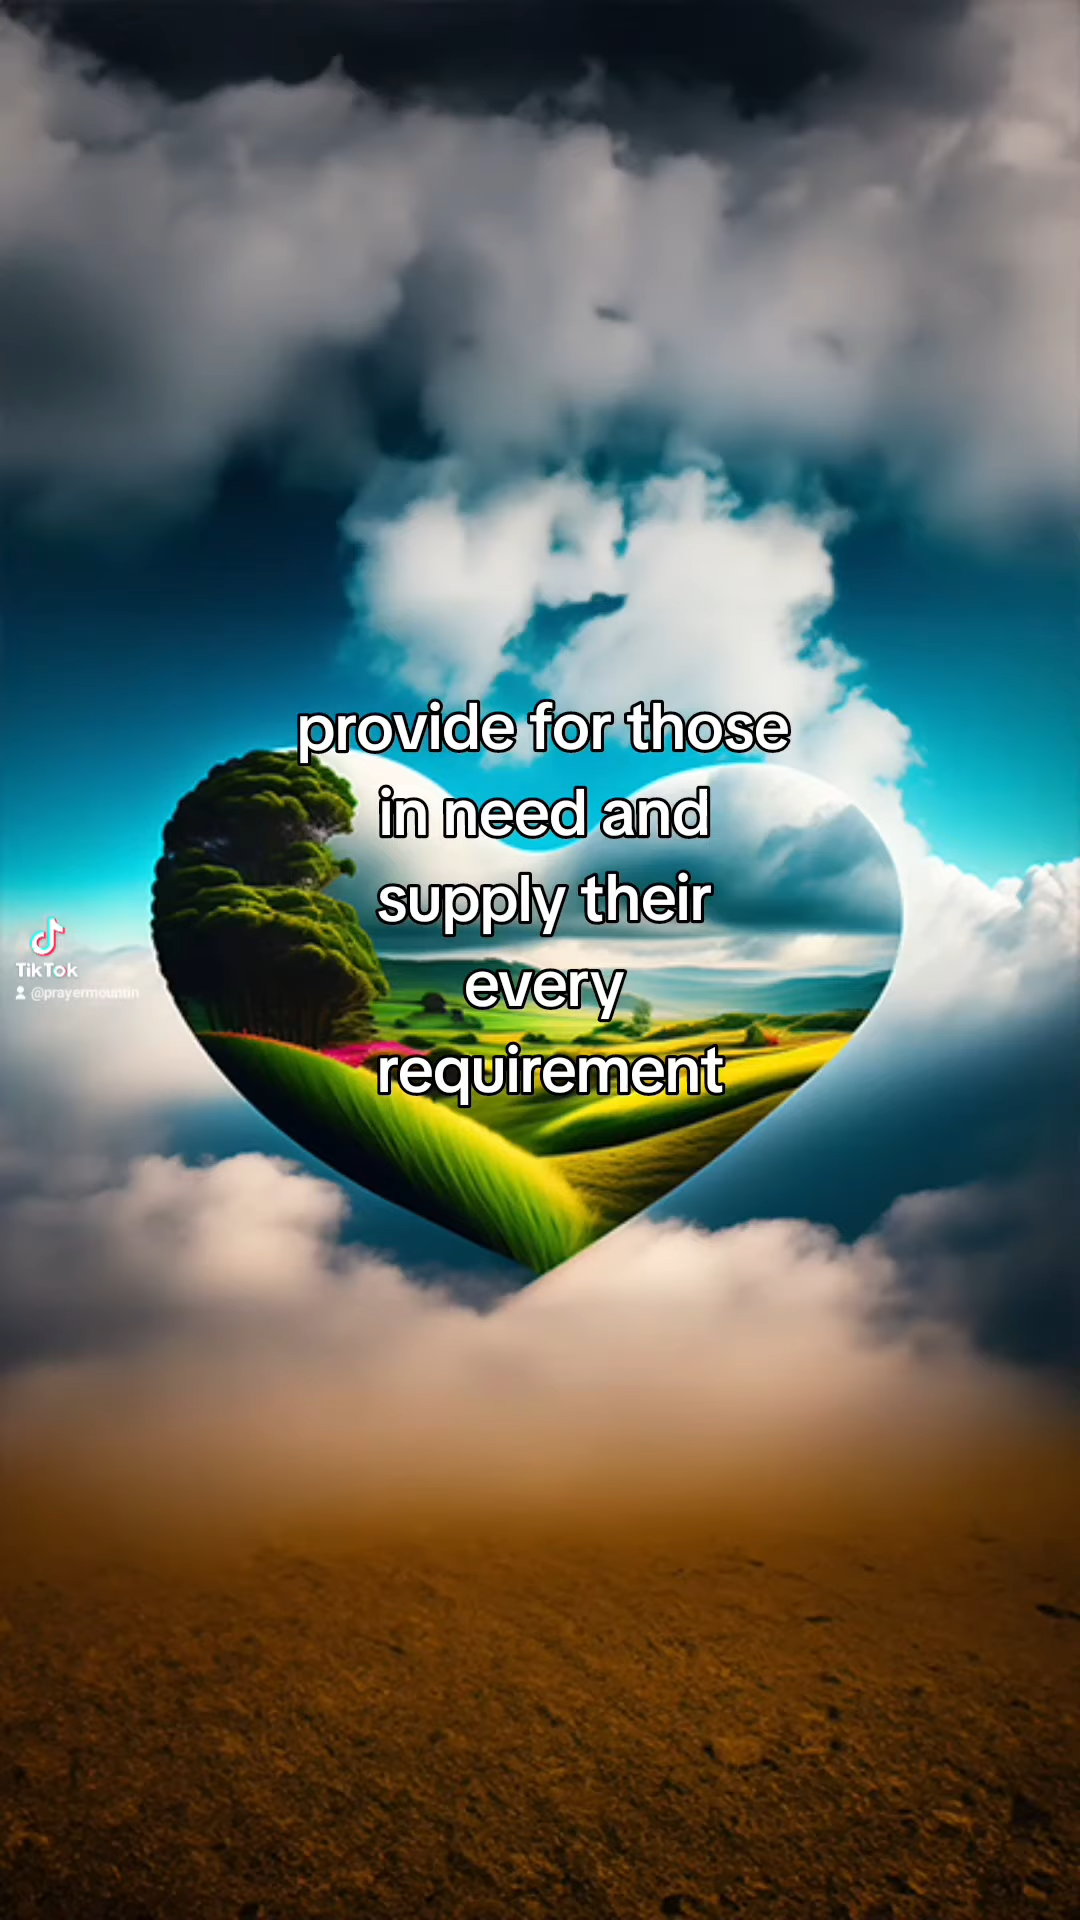 provide for those
in need and
supply their
every
requirement
TikTok
@prayermountin